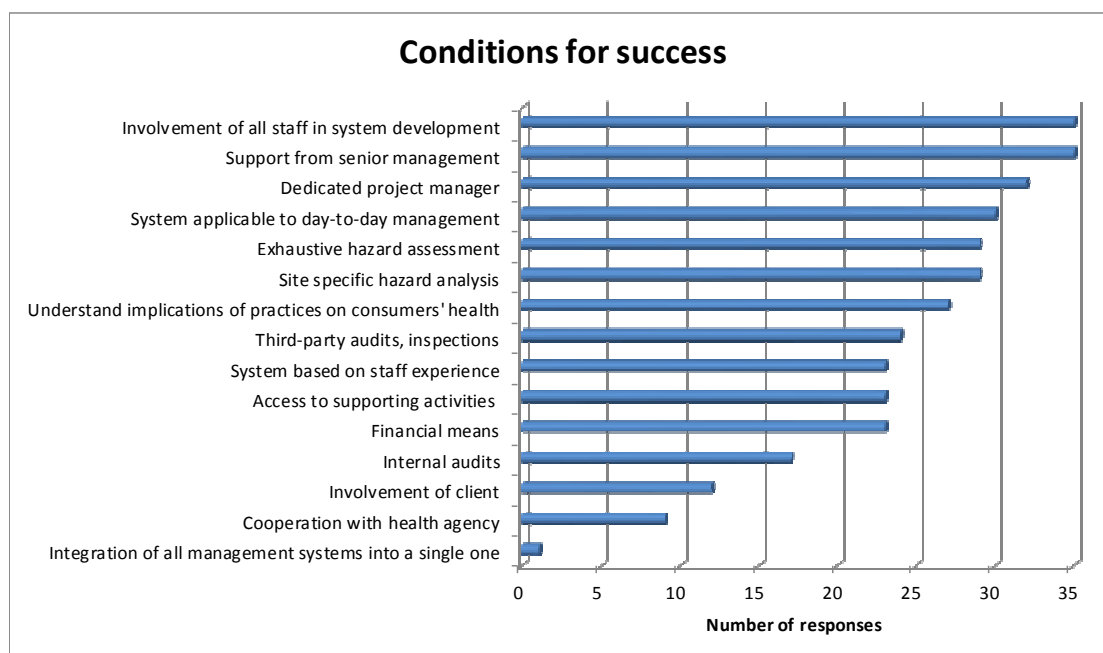 Conditions for success
Involvement of all staff in system development
Support from senior management
Dedicated project manager
System applicable to day-to-day management
Exhaustive hazard assessment
Site specific hazard analysis
Understand implications of practices on consumers' health
Third-party audits, inspections
System based on staff experience
Access to supporting activities
Financial means
Internal audits
Involvement of client
Cooperation with health agency
Integration of all management systems into a single one
0 5 10 15 20 25 30 35
Number of responses